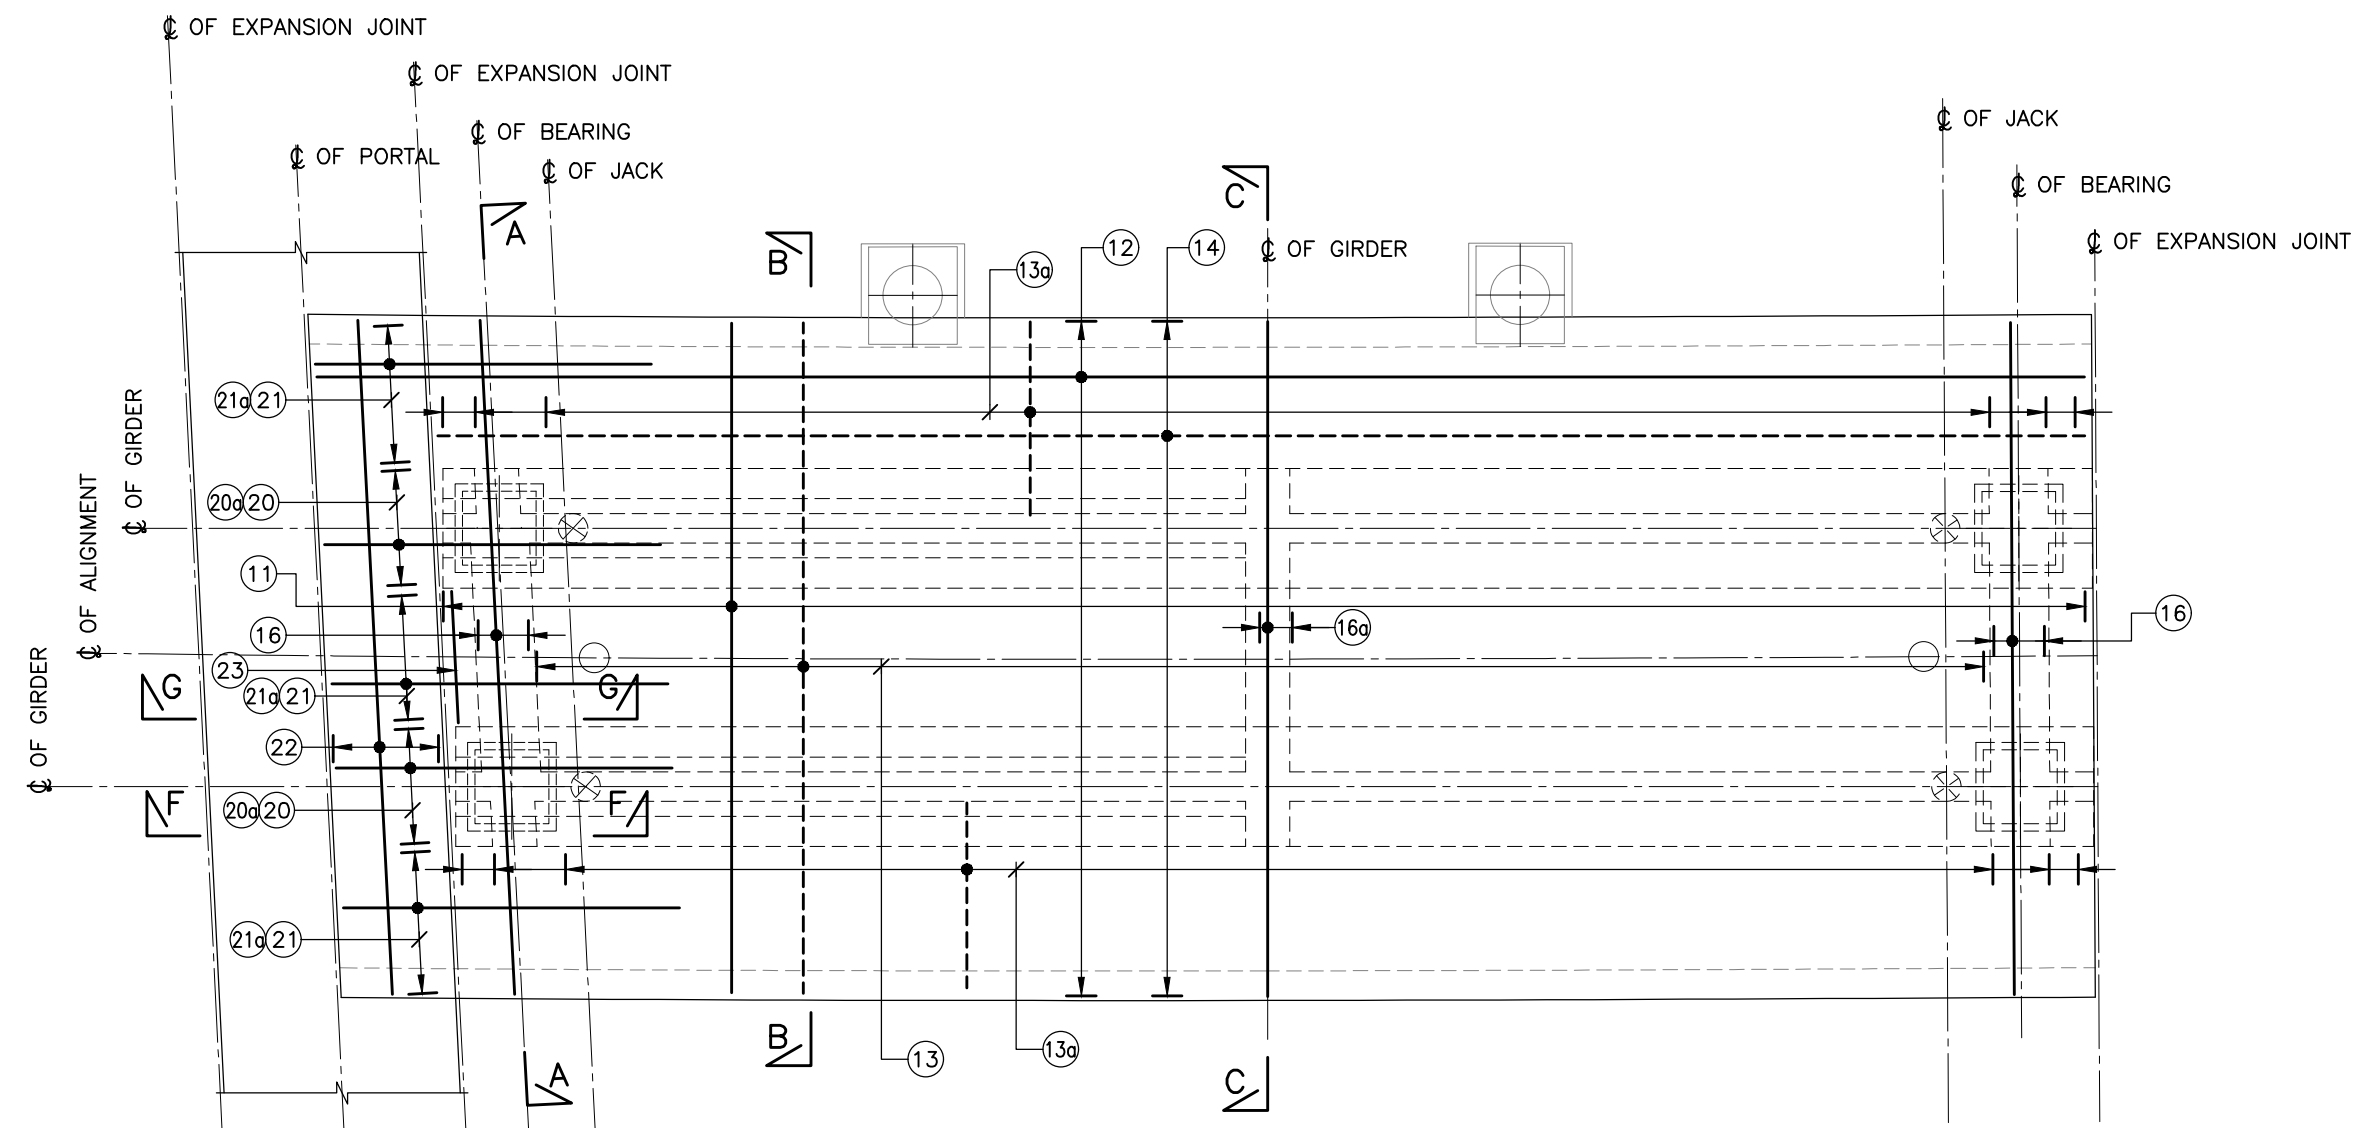 ℄ OF EXPANSION JOINT
℄ OF EXPANSION JOINT
℄ OF BEARING
℄ OF PORTAL
℄ OF JACK
℄ OF JACK
℄ OF BEARING
℄ OF GIRDER
℄ OF EXPANSION JOINT
A
B
C
13a
12
14
21a 21
℄ OF GIRDER
20a 20
℄ OF ALIGNMENT
11
16
16a
16
23
G
G
21a 21
℄ OF GIRDER
22
F
F
20a 20
21a 21
B
13
13a
A
C